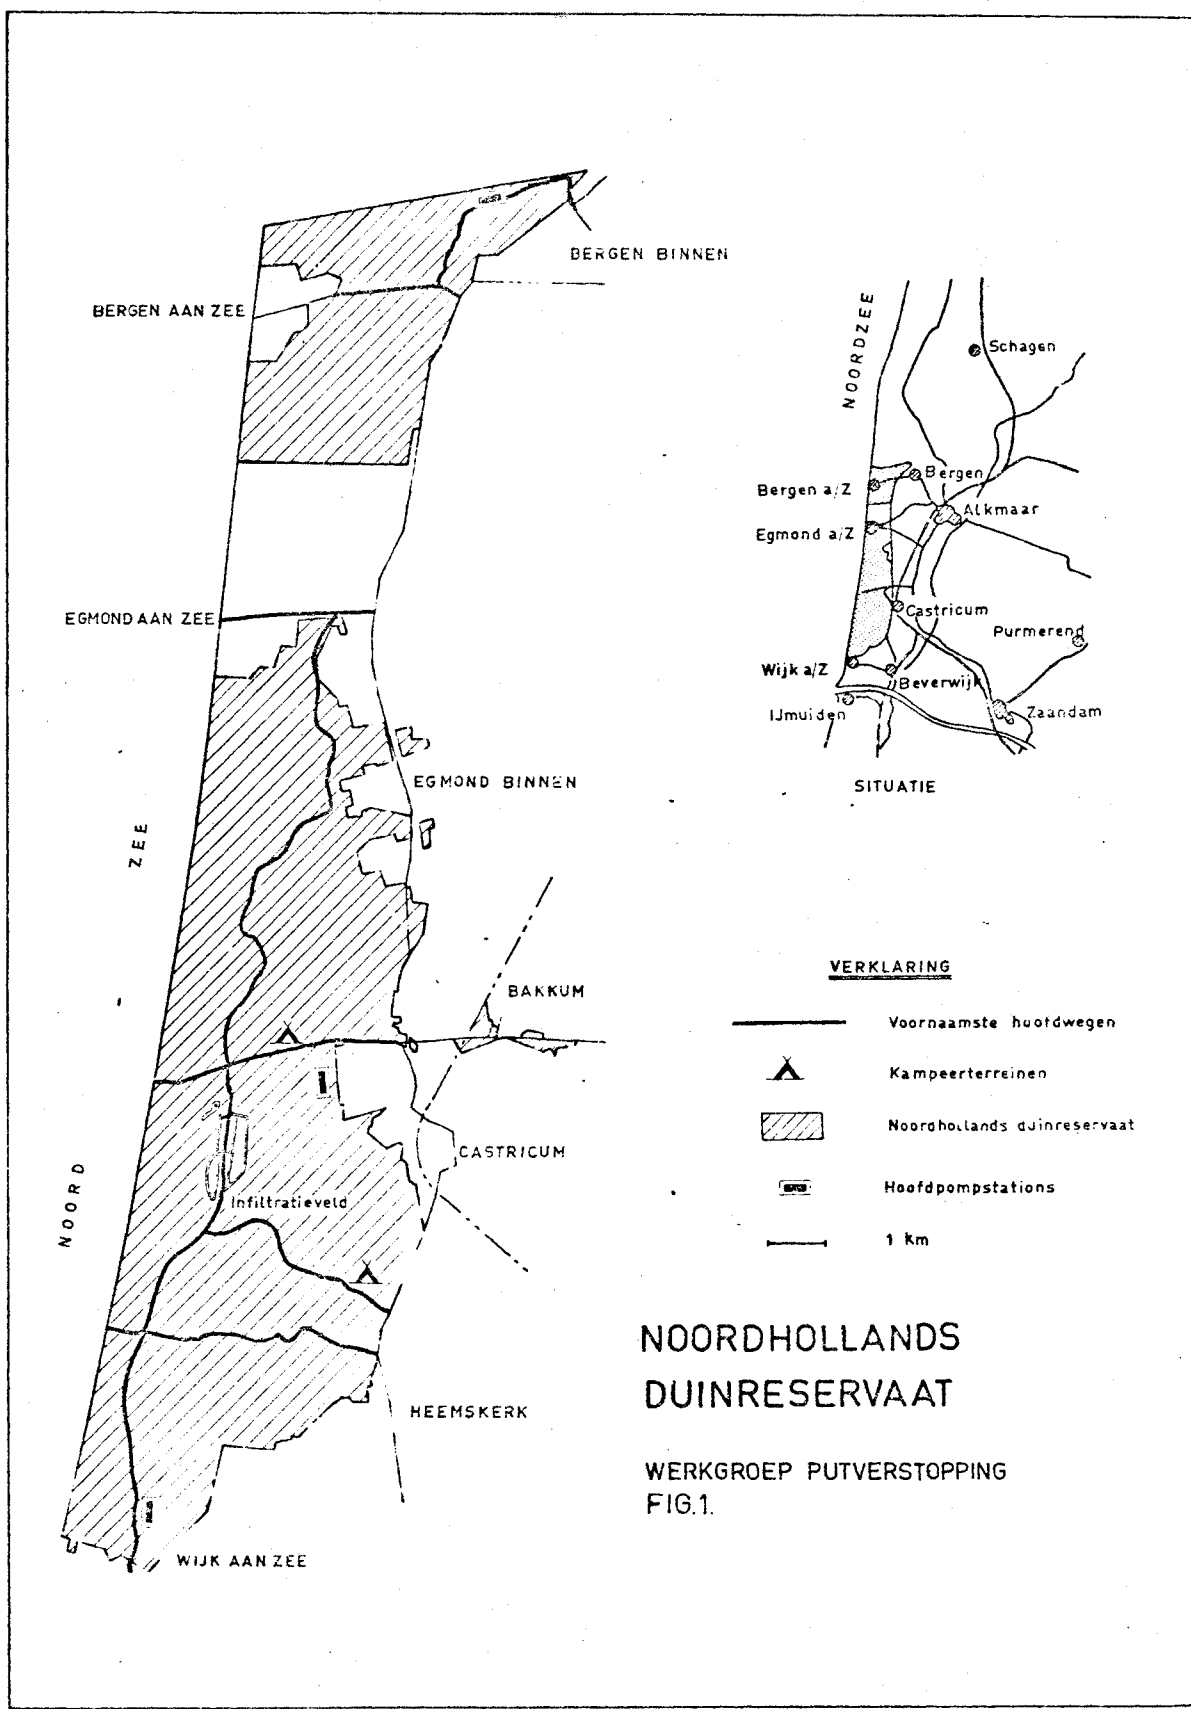 BERGEN BINNEN
BERGEN AAN ZEE
EGMOND AAN ZEE
EGMOND BINNEN
ZEE
BAKKUM
CASTRICUM
NOORD
Infiltratieveld
HEEMSKERK
WIJK AAN ZEE
NOORDZEE
Schagen
Bergen
Bergen a/Z
Alkmaar
Egmond a/Z
Castricum
Purmerend
Wijk a/Z
Beverwijk
IJmuiden
Zaandam
SITUATIE
VERKLARING
Voornaamste hoofdwegen
Kampeerterreinen
Noordhollands duinreservaat
Hoofdpompstations
1 Km
NOORDHOLLANDS
DUINRESERVAAT
WERKGROEP PUTVERSTOPPING
FIG.1.